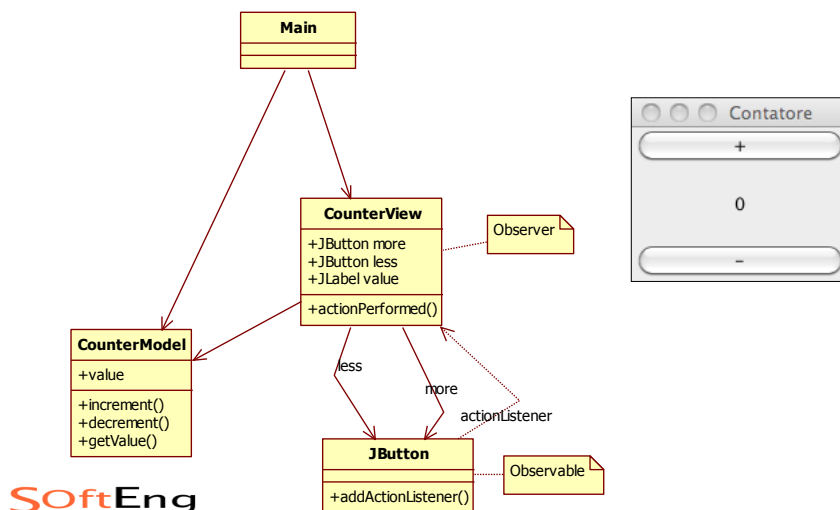 Main
Contatore
+
0
-
CounterView
+JButton more
+JButton less
+JLabel value
+actionPerformed()
Observer
CounterModel
+value
+increment()
+decrement()
+getValue()
less
more
actionListener
JButton
+addActionListener()
Observable
SOftEng